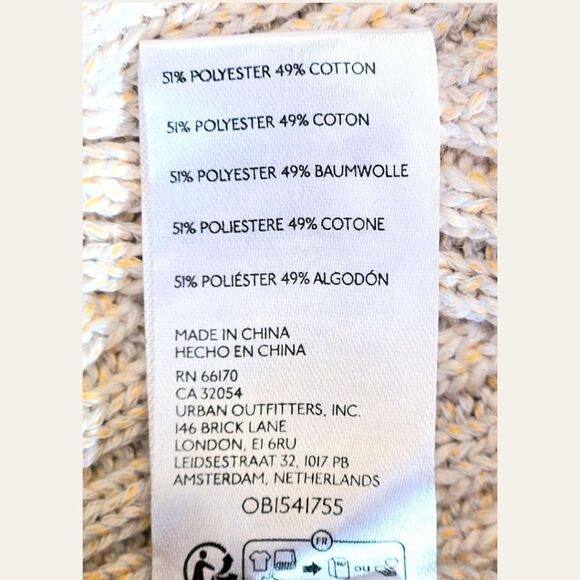 51% POLYESTER 49% COTTON
51% POLYESTER 49% COTON
51% POLYESTER 49% BAUMWOLLE
51% POLIESTERE 49% COTONE
51% POLIÉSTER 49% ALGODÓN
MADE IN CHINA
HECHO EN CHINA
RN 66170
CA 32054
URBAN OUTFITTERS, INC.
146 BRICK LANE
LONDON, E1 6RU
LEIDSESTRAAT 32, 1017 PB
AMSTERDAM, NETHERLANDS
OB1541755
FR
OU